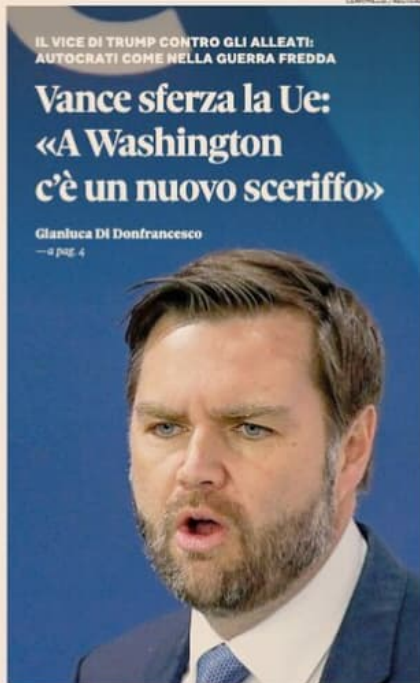 IL VICE DI TRUMP CONTRO GLI ALLEATI:
AUTOCRATI COME NELLA GUERRA FREDDA
Vance sferza la Ue:
«A Washington
c'è un nuovo sceriffo»
Gianluca Di Donfrancesco
—a pag. 4